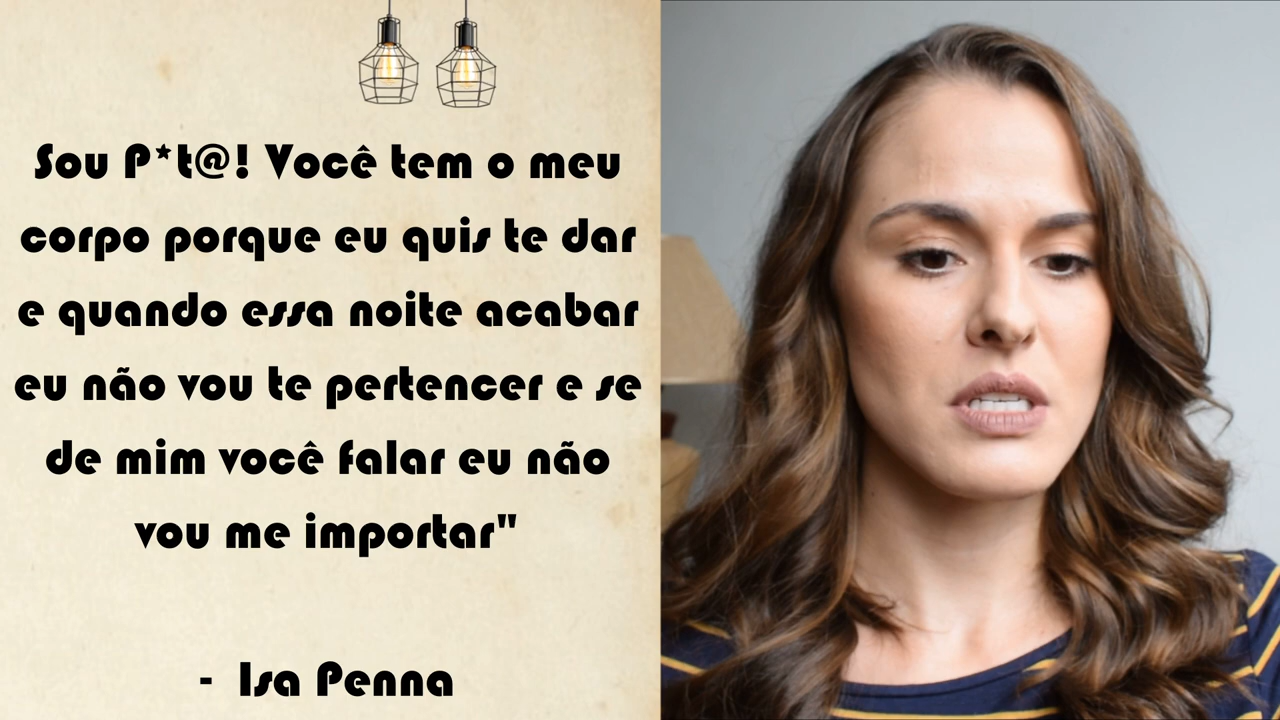 Sou P*t@! Você tem o meu
corpo porque eu quis te dar
e quando essa noite acabar
eu não vou te pertencer e se
de mim você falar eu não
vou me importar"
- Isa Penna